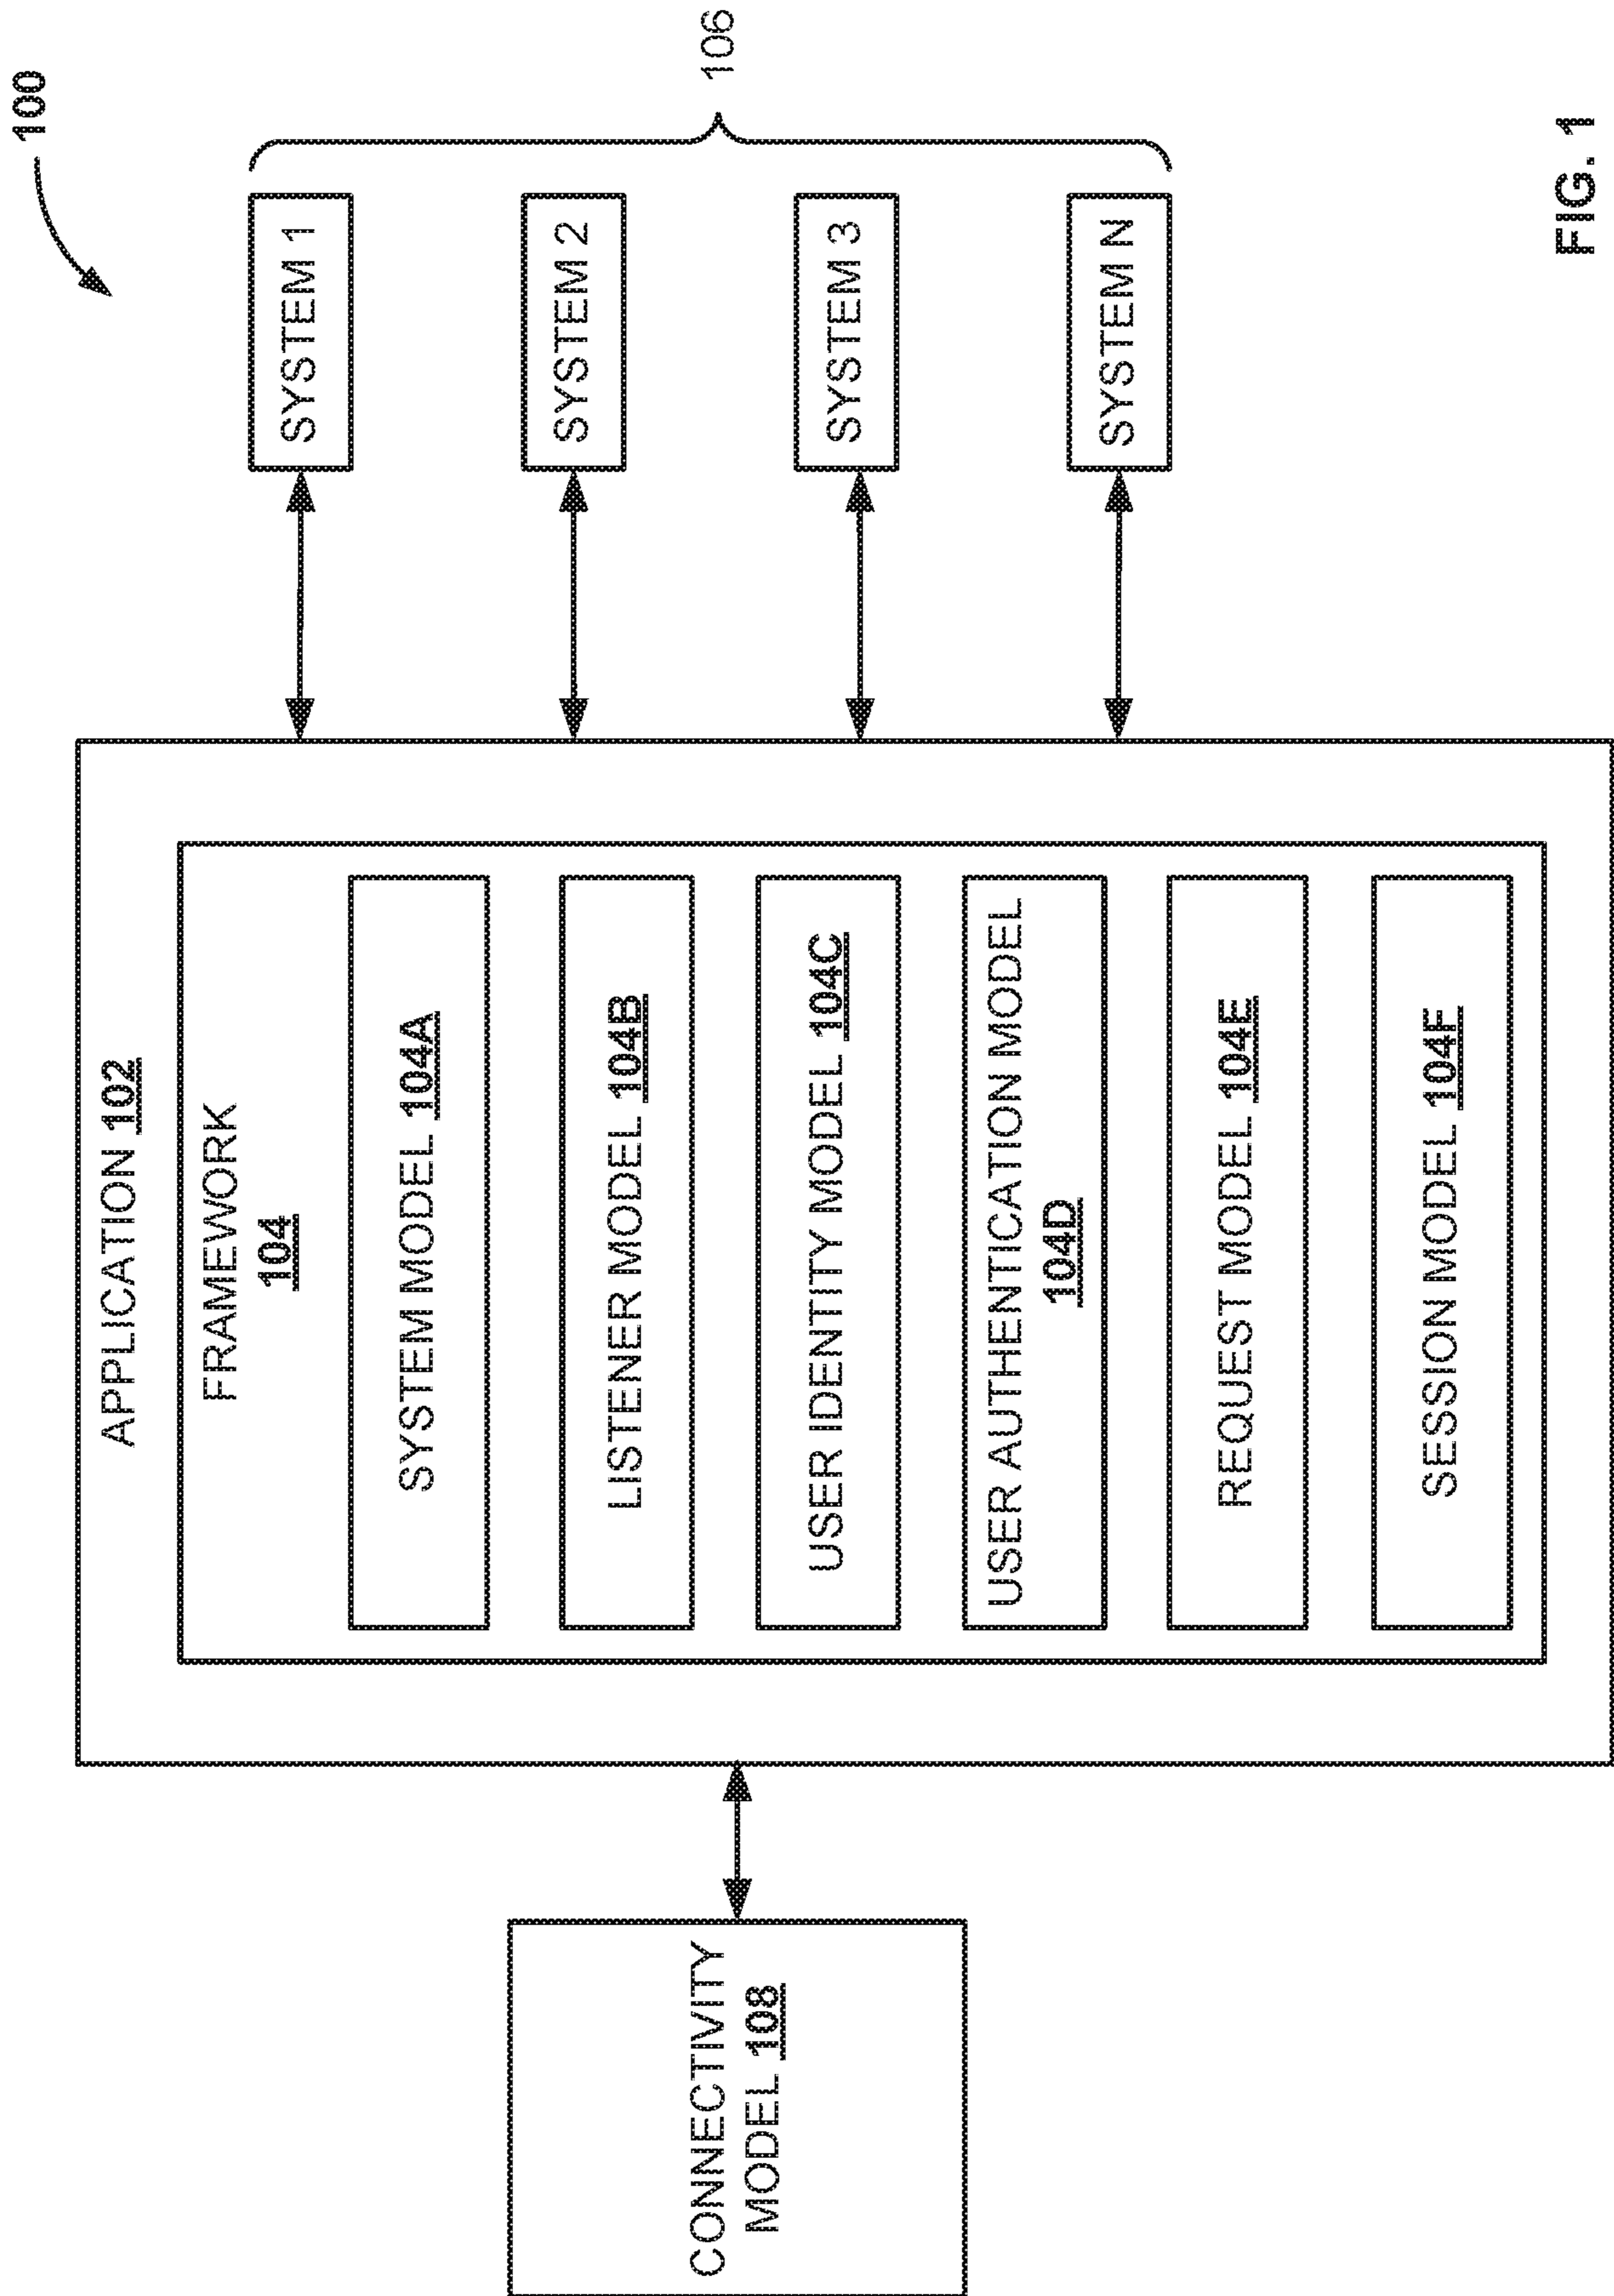 100
APPLICATION 102
FRAMEWORK
104
SYSTEM MODEL 104A
LISTENER MODEL 104B
USER IDENTITY MODEL 104C
USER AUTHENTICATION MODEL
104D
REQUEST MODEL 104E
SESSION MODEL 104F
CONNECTIVITY
MODEL 108
SYSTEM 1
SYSTEM 2
SYSTEM 3
SYSTEM N
106
FIG. 1